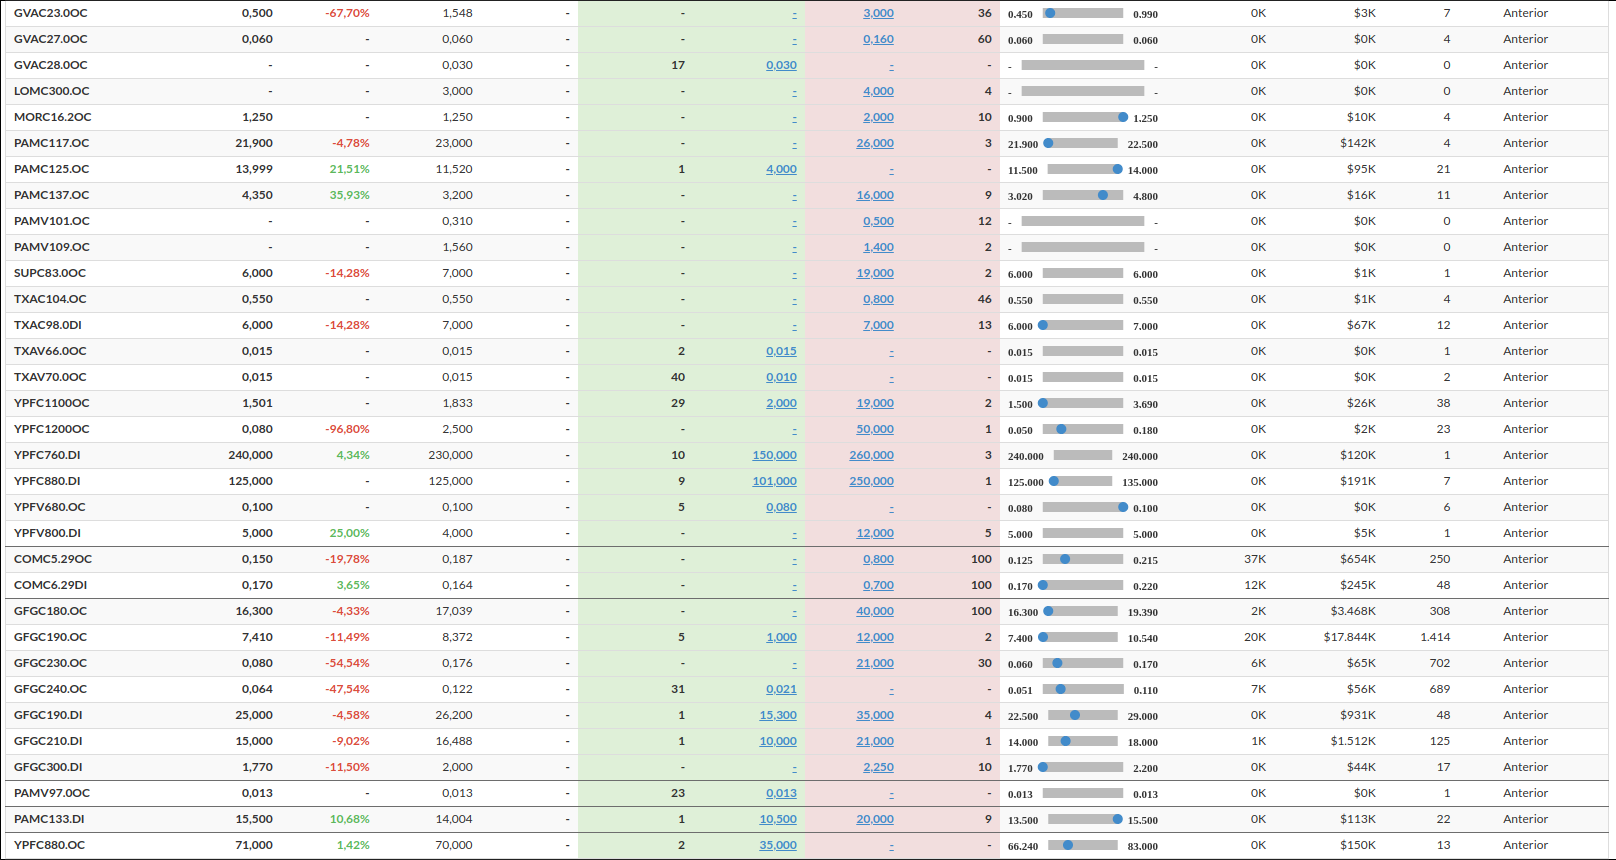 GVAC23.0OC 0,500 -67,70% 1,548 - - - 3,000 36 0.450 0.990 0K $3K 7 Anterior
GVAC27.0OC 0,060 - 0,060 - - - 0,160 60 0.060 0.060 0K $0K 4 Anterior
GVAC28.0OC - - 0,030 - 17 0,030 - - - - 0K $0K 0 Anterior
LOMC300.OC - - 3,000 - - - 4,000 4 - - 0K $0K 0 Anterior
MORC16.2OC 1,250 - 1,250 - - - 2,000 10 0.900 1.250 0K $10K 4 Anterior
PAMC117.OC 21,900 -4,78% 23,000 - - - 26,000 3 21.900 22.500 0K $142K 4 Anterior
PAMC125.OC 13,999 21,51% 11,520 - 1 4,000 - - 11.500 14.000 0K $95K 21 Anterior
PAMC137.OC 4,350 35,93% 3,200 - - - 16,000 9 3.020 4.800 0K $16K 11 Anterior
PAMV101.OC - - 0,310 - - - 0,500 12 - - 0K $0K 0 Anterior
PAMV109.OC - - 1,560 - - - 1,400 2 - - 0K $0K 0 Anterior
SUPC83.0OC 6,000 -14,28% 7,000 - - - 19,000 2 6.000 6.000 0K $1K 1 Anterior
TXAC104.OC 0,550 - 0,550 - - - 0,800 46 0.550 0.550 0K $1K 4 Anterior
TXAC98.0DI 6,000 -14,28% 7,000 - - - 7,000 13 6.000 7.000 0K $67K 12 Anterior
TXAV66.0OC 0,015 - 0,015 - 2 0,015 - - 0.015 0.015 0K $0K 1 Anterior
TXAV70.0OC 0,015 - 0,015 - 40 0,010 - - 0.015 0.015 0K $0K 2 Anterior
YPFC1100OC 1,501 - 1,833 - 29 2,000 19,000 2 1.500 3.690 0K $26K 38 Anterior
YPFC1200OC 0,080 -96,80% 2,500 - - - 50,000 1 0.050 0.180 0K $2K 23 Anterior
YPFC760.DI 240,000 4,34% 230,000 - 10 150,000 260,000 3 240.000 240.000 0K $120K 1 Anterior
YPFC880.DI 125,000 - 125,000 - 9 101,000 250,000 1 125.000 135.000 0K $191K 7 Anterior
YPFV680.OC 0,100 - 0,100 - 5 0,080 - - 0.080 0.100 0K $0K 6 Anterior
YPFV800.DI 5,000 25,00% 4,000 - - - 12,000 5 5.000 5.000 0K $5K 1 Anterior
COMC5.29OC 0,150 -19,78% 0,187 - - - 0,800 100 0.125 0.215 37K $654K 250 Anterior
COMC6.29DI 0,170 3,65% 0,164 - - - 0,700 100 0.170 0.220 12K $245K 48 Anterior
GFGC180.OC 16,300 -4,33% 17,039 - - - 40,000 100 16.300 19.390 2K $3.468K 308 Anterior
GFGC190.OC 7,410 -11,49% 8,372 - 5 1,000 12,000 2 7.400 10.540 20K $17.844K 1.414 Anterior
GFGC230.OC 0,080 -54,54% 0,176 - - - 21,000 30 0.060 0.170 6K $65K 702 Anterior
GFGC240.OC 0,064 -47,54% 0,122 - 31 0,021 - - 0.051 0.110 7K $56K 689 Anterior
GFGC190.DI 25,000 -4,58% 26,200 - 1 15,300 35,000 4 22.500 29.000 0K $931K 48 Anterior
GFGC210.DI 15,000 -9,02% 16,488 - 1 10,000 21,000 1 14.000 18.000 1K $1.512K 125 Anterior
GFGC300.DI 1,770 -11,50% 2,000 - - - 2,250 10 1.770 2.200 0K $44K 17 Anterior
PAMV97.0OC 0,013 - 0,013 - 23 0,013 - - 0.013 0.013 0K $0K 1 Anterior
PAMC133.DI 15,500 10,68% 14,004 - 1 10,500 20,000 9 13.500 15.500 0K $113K 22 Anterior
YPFC880.OC 71,000 1,42% 70,000 - 2 35,000 - - 66.240 83.000 0K $150K 13 Anterior